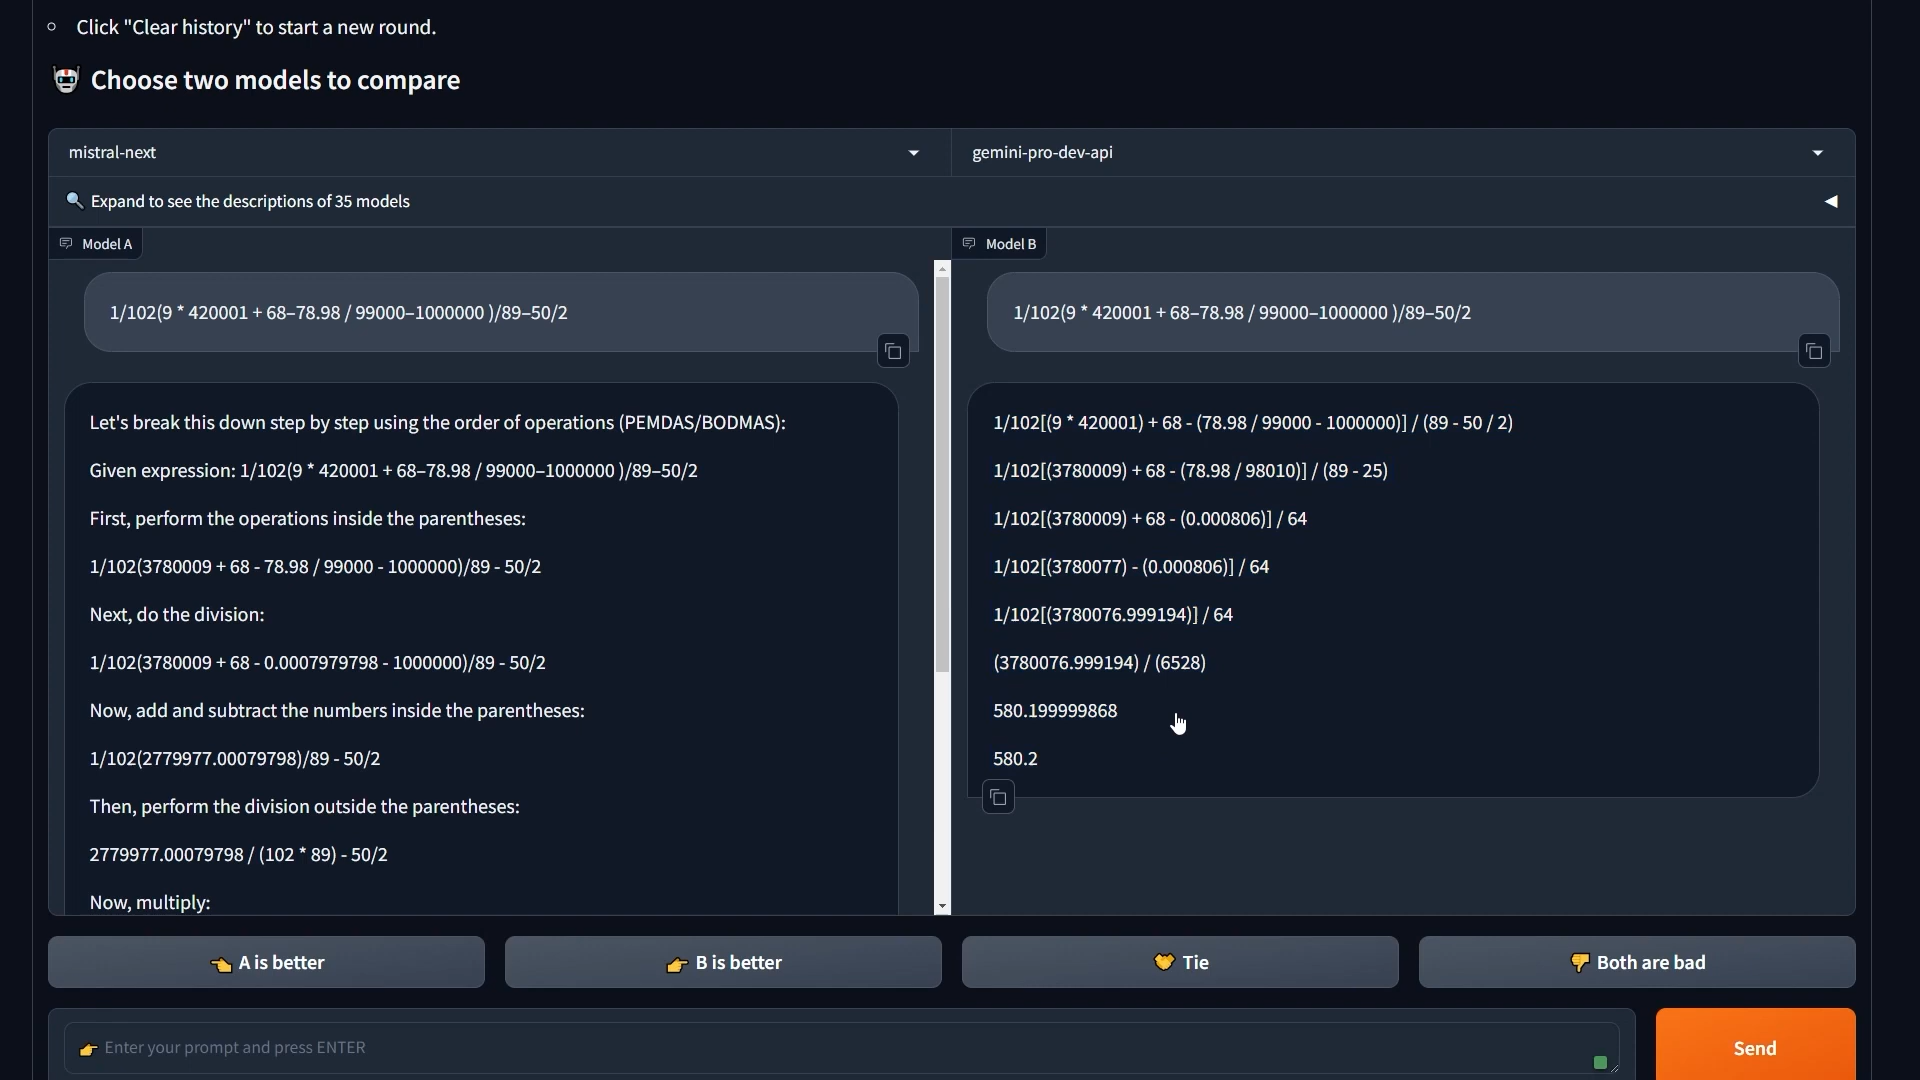 Click "Clear history" to start a new round.
Choose two models to compare
mistral-next
gemini-pro-dev-api
Expand to see the descriptions of 35 models
Model A
1/102(9 * 420001 + 68–78.98 / 99000–1000000 )/89–50/2
Let's break this down step by step using the order of operations (PEMDAS/BODMAS):
Given expression: 1/102(9 * 420001 + 68–78.98 / 99000–1000000 )/89–50/2
First, perform the operations inside the parentheses:
1/102(3780009 + 68 - 78.98 / 99000 - 1000000)/89 - 50/2
Next, do the division:
1/102(3780009 + 68 - 0.0007979798 - 1000000)/89 - 50/2
Now, add and subtract the numbers inside the parentheses:
1/102(2779977.00079798)/89 - 50/2
Then, perform the division outside the parentheses:
2779977.00079798 / (102 * 89) - 50/2
Now, multiply:
Model B
1/102(9 * 420001 + 68–78.98 / 99000–1000000 )/89–50/2
1/102[(9 * 420001) + 68 - (78.98 / 99000 - 1000000)] / (89 - 50 / 2)
1/102[(3780009) + 68 - (78.98 / 98010)] / (89 - 25)
1/102[(3780009) + 68 - (0.000806)] / 64
1/102[(3780077) - (0.000806)] / 64
1/102[(3780076.999194)] / 64
(3780076.999194) / (6528)
580.199999868
580.2
A is better
B is better
Tie
Both are bad
Enter your prompt and press ENTER
Send